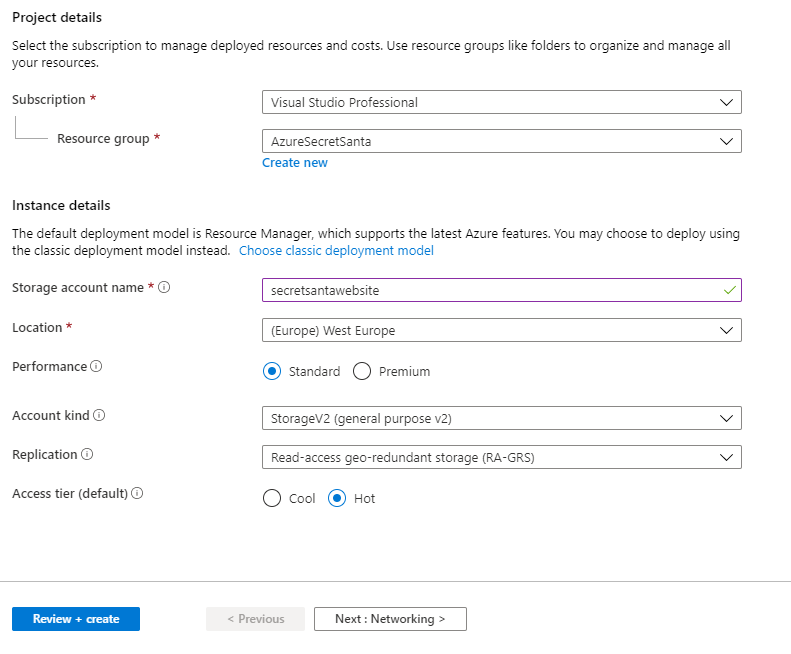 Project details
Select the subscription to manage deployed resources and costs. Use resource groups like folders to organize and manage all
your resources.
Subscription *
Visual Studio Professional
Resource group *
AzureSecretSanta
Create new
Instance details
The default deployment model is Resource Manager, which supports the latest Azure features. You may choose to deploy using
the classic deployment model instead. Choose classic deployment model
Storage account name *
secretsantawebsite
Location *
(Europe) West Europe
Performance
Standard
Premium
Account kind
StorageV2 (general purpose v2)
Replication
Read-access geo-redundant storage (RA-GRS)
Access tier (default)
Cool
Hot
Review + create
< Previous
Next : Networking >